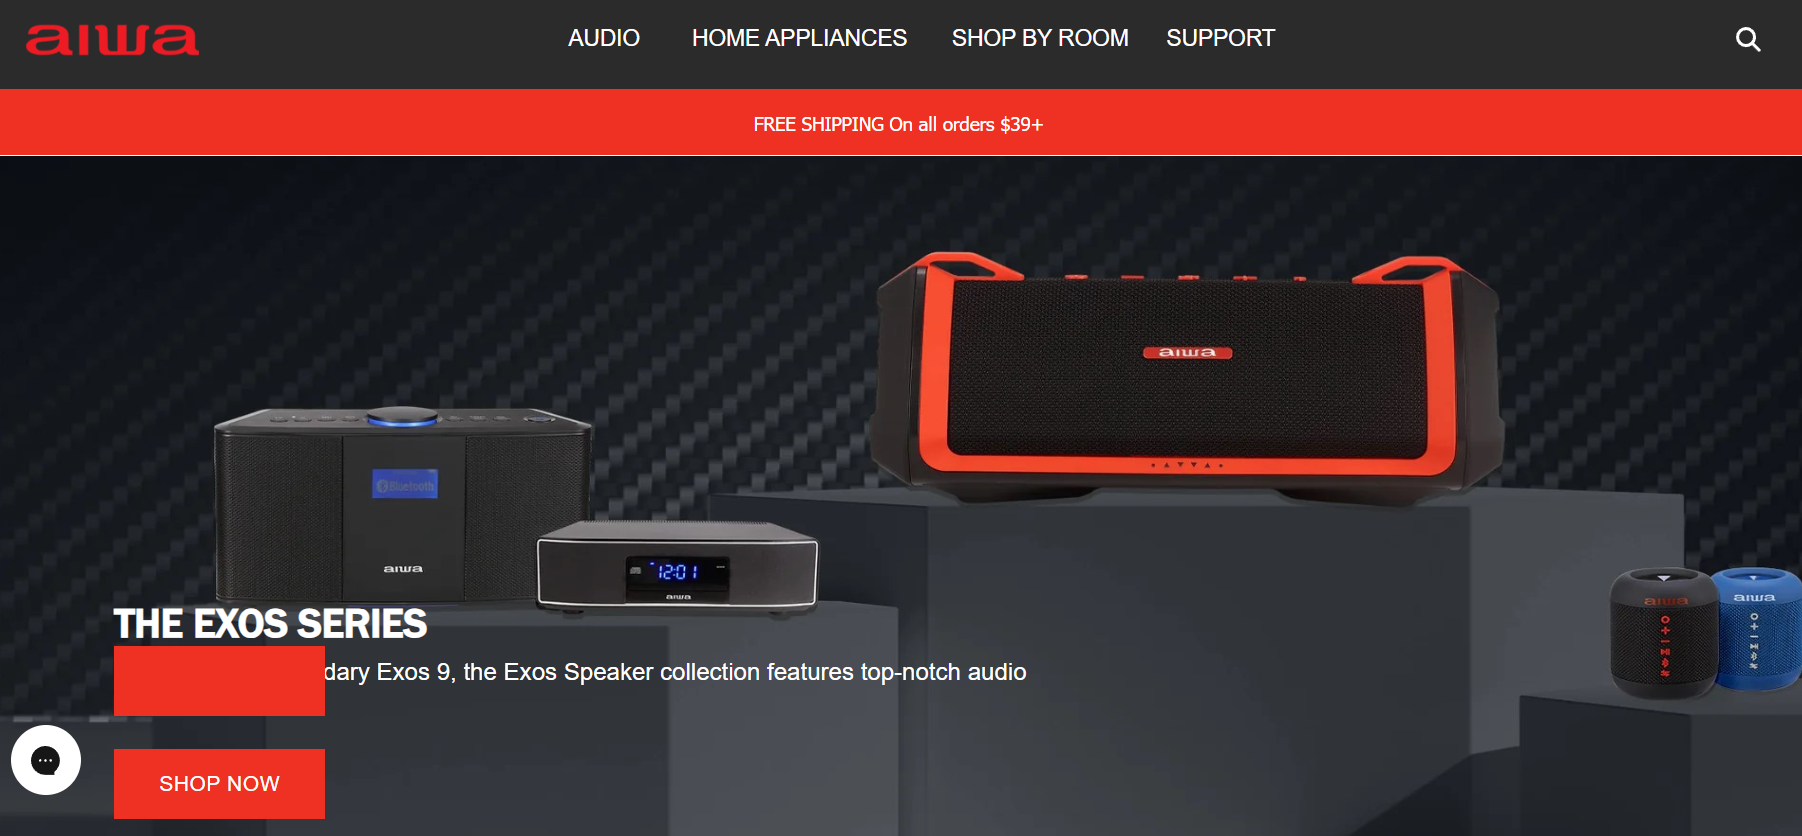 aiwa
AUDIO
HOME APPLIANCES
SHOP BY ROOM
SUPPORT
FREE SHIPPING On all orders $39+
aiwa
Bluetooth
aiwa
12:01
aiwa
aiwa
aiwa
THE EXOS SERIES
dary Exos 9, the Exos Speaker collection features top-notch audio
SHOP NOW